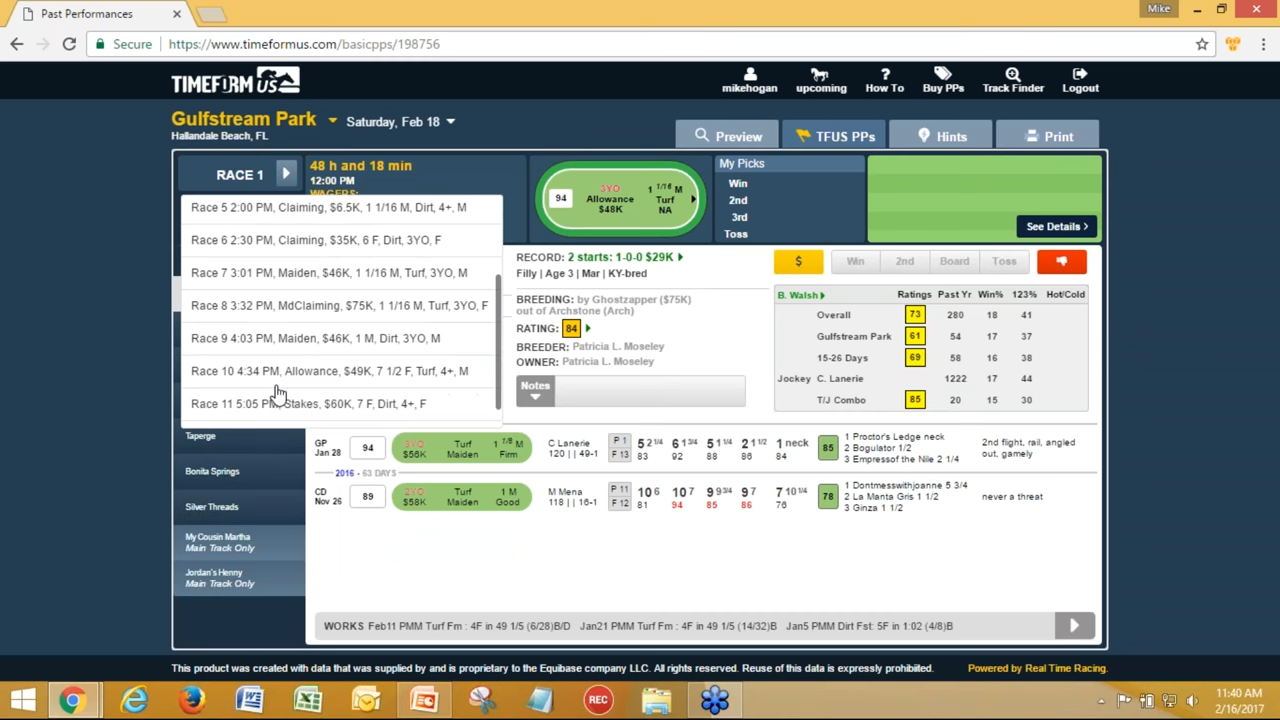 Past Performances
Mike
Secure https://www.timeformus.com/basicpps/198756
TIMEFORM US
mikehogan
upcoming
How To
Buy PPs
Track Finder
Logout
Gulfstream Park
Saturday, Feb 18
Hallandale Beach, FL
Preview
TFUS PPs
Hints
Print
RACE 1
48 h and 18 min
12:00 PM
WAGERS:
94
3YO
Allowance
$48K
1 1/16 M
Turf
NA
My Picks
Win
2nd
3rd
Toss
See Details
Race 5 2:00 PM, Claiming, $6.5K, 1 1/16 M, Dirt, 4+, M
Race 6 2:30 PM, Claiming, $35K, 6 F, Dirt, 3YO, F
Race 7 3:01 PM, Maiden, $46K, 1 1/16 M, Turf, 3YO, M
Race 8 3:32 PM, MdClaiming, $75K, 1 1/16 M, Turf, 3YO, F
Race 9 4:03 PM, Maiden, $46K, 1 M, Dirt, 3YO, M
Race 10 4:34 PM, Allowance, $49K, 7 1/2 F, Turf, 4+, M
Race 11 5:05 PM, Stakes, $60K, 7 F, Dirt, 4+, F
RECORD: 2 starts: 1-0-0 $29K
Filly | Age 3 | Mar | KY-bred
BREEDING: by Ghostzapper ($75K)
out of Archstone (Arch)
RATING: 84
BREEDER: Patricia L. Moseley
OWNER: Patricia L. Moseley
Notes
$
Win
2nd
Board
Toss
B. Walsh Ratings Past Yr Win% 123% Hot/Cold
Overall 73 280 18 41
Gulfstream Park 61 54 17 37
15-26 Days 69 58 16 38
Jockey C. Lanerie 1222 17 44
T/J Combo 85 20 15 30
Taperge
Bonita Springs
Silver Threads
My Cousin Martha
Main Track Only
Jordan's Henny
Main Track Only
GP
Jan 28
94
3YO Turf 1 1/8 M
$56K Maiden Firm
C Lanerie
120 | | 49-1
P 1
F 13
5 2 1/4 6 1 3/4 5 1 1/4 2 1 1/2 1 neck
83 92 88 86 84
85
1 Proctor's Ledge neck
2 Bogulator 1/2
3 Empressof the Nile 2 1/4
2nd flight, rail, angled
out, gamely
2016 - 63 DAYS
CD
Nov 26
89
2YO Turf 1 M
$58K Maiden Good
M Mena
118 | | 16-1
P 11
F 12
10 6 10 7 9 9 3/4 9 7 7 10 1/4
81 94 85 86 76
78
1 Dontmesswithjoanne 5 3/4
2 La Manta Gris 1 1/2
3 Ginza 1 1/2
never a threat
WORKS Feb11 PMM Turf Fm : 4F in 49 1/5 (6/28)B/D Jan21 PMM Turf Fm : 4F in 49 1/5 (14/32)B Jan5 PMM Dirt Fst: 5F in 1:02 (4/8)B
This product was created with data that was supplied by and is proprietary to the Equibase company LLC. All rights reserved. Reuse of this data is expressly prohibiited.
Powered by Real Time Racing.
REC
11:40 AM
2/16/2017